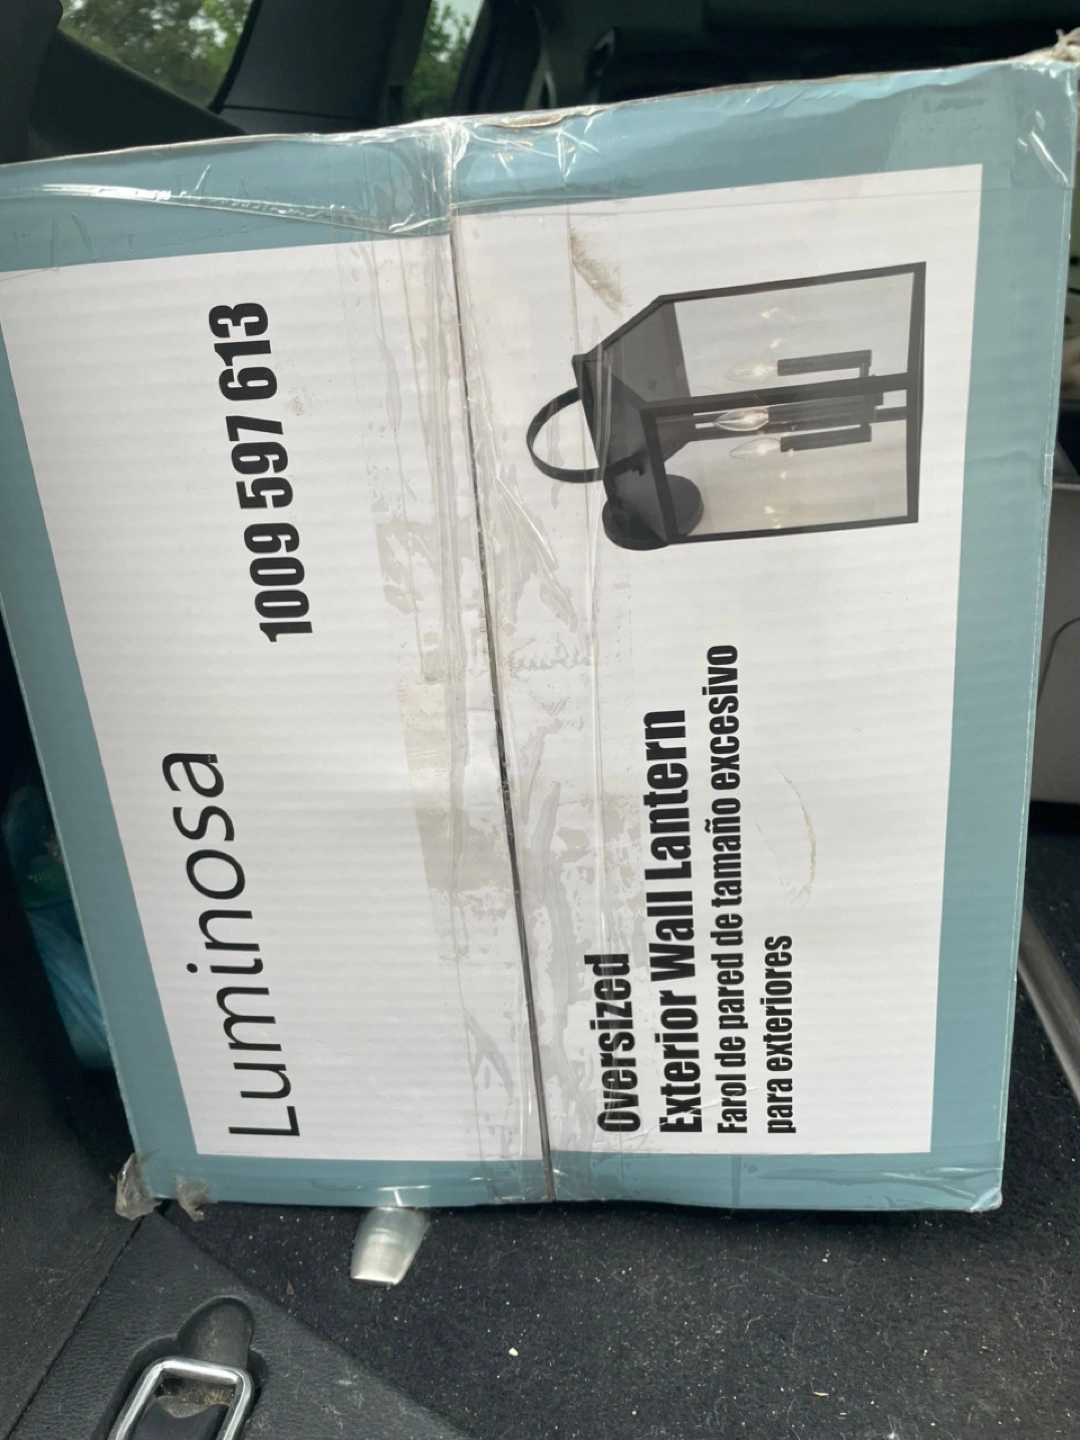 Luminosa
1009 597 613
Oversized
Exterior Wall Lantern
Farol de pared de tamaño excesivo
para exteriores